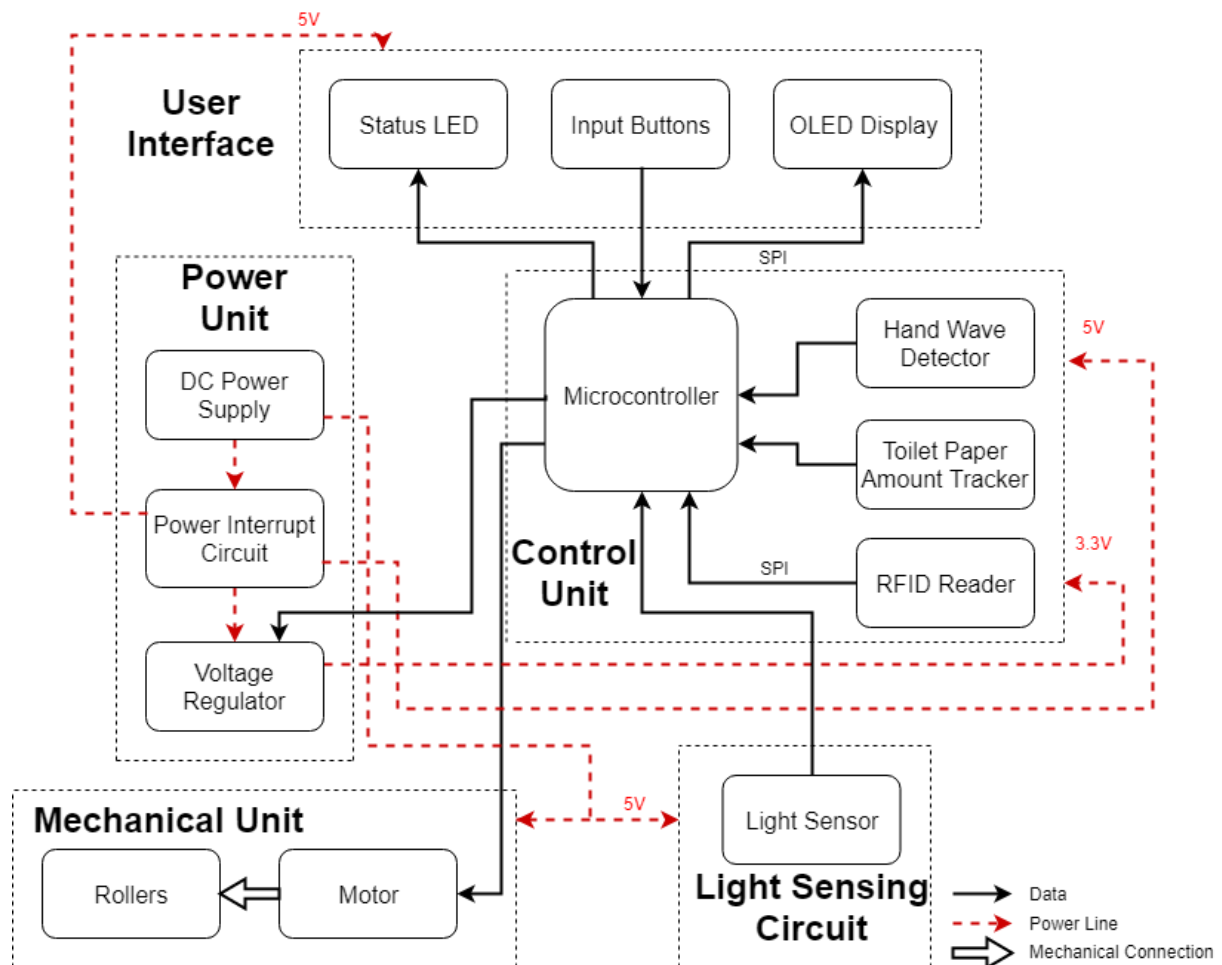 5V
User
Interface
Status LED
Input Buttons
OLED Display
SPI
Power
Unit
DC Power
Supply
Power Interrupt
Circuit
Voltage
Regulator
Microcontroller
Hand Wave
Detector
5V
Toilet Paper
Amount Tracker
Control
Unit
SPI
RFID Reader
3.3V
Mechanical Unit
Rollers
Motor
5V
Light Sensor
Light Sensing
Circuit
Data
Power Line
Mechanical Connection